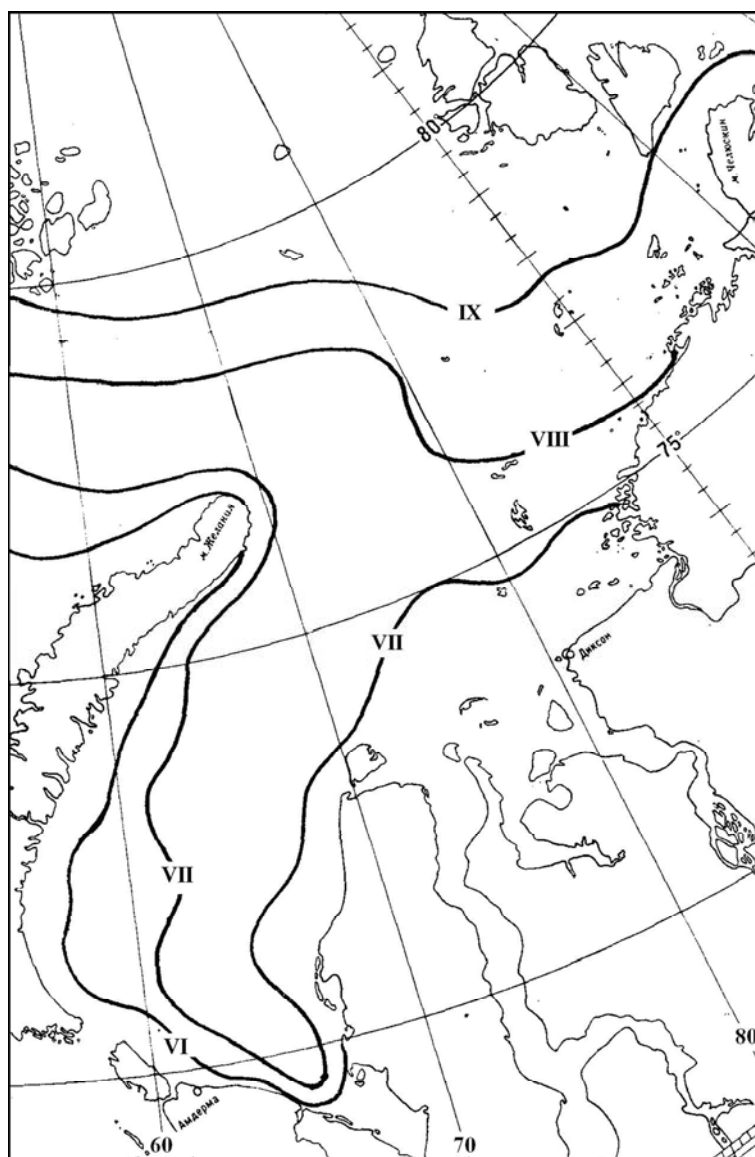 80°
м. Челюскин
IX
VIII
75°
м. Желания
VII
Диксон
VII
VI
Амдерма
80
60
70